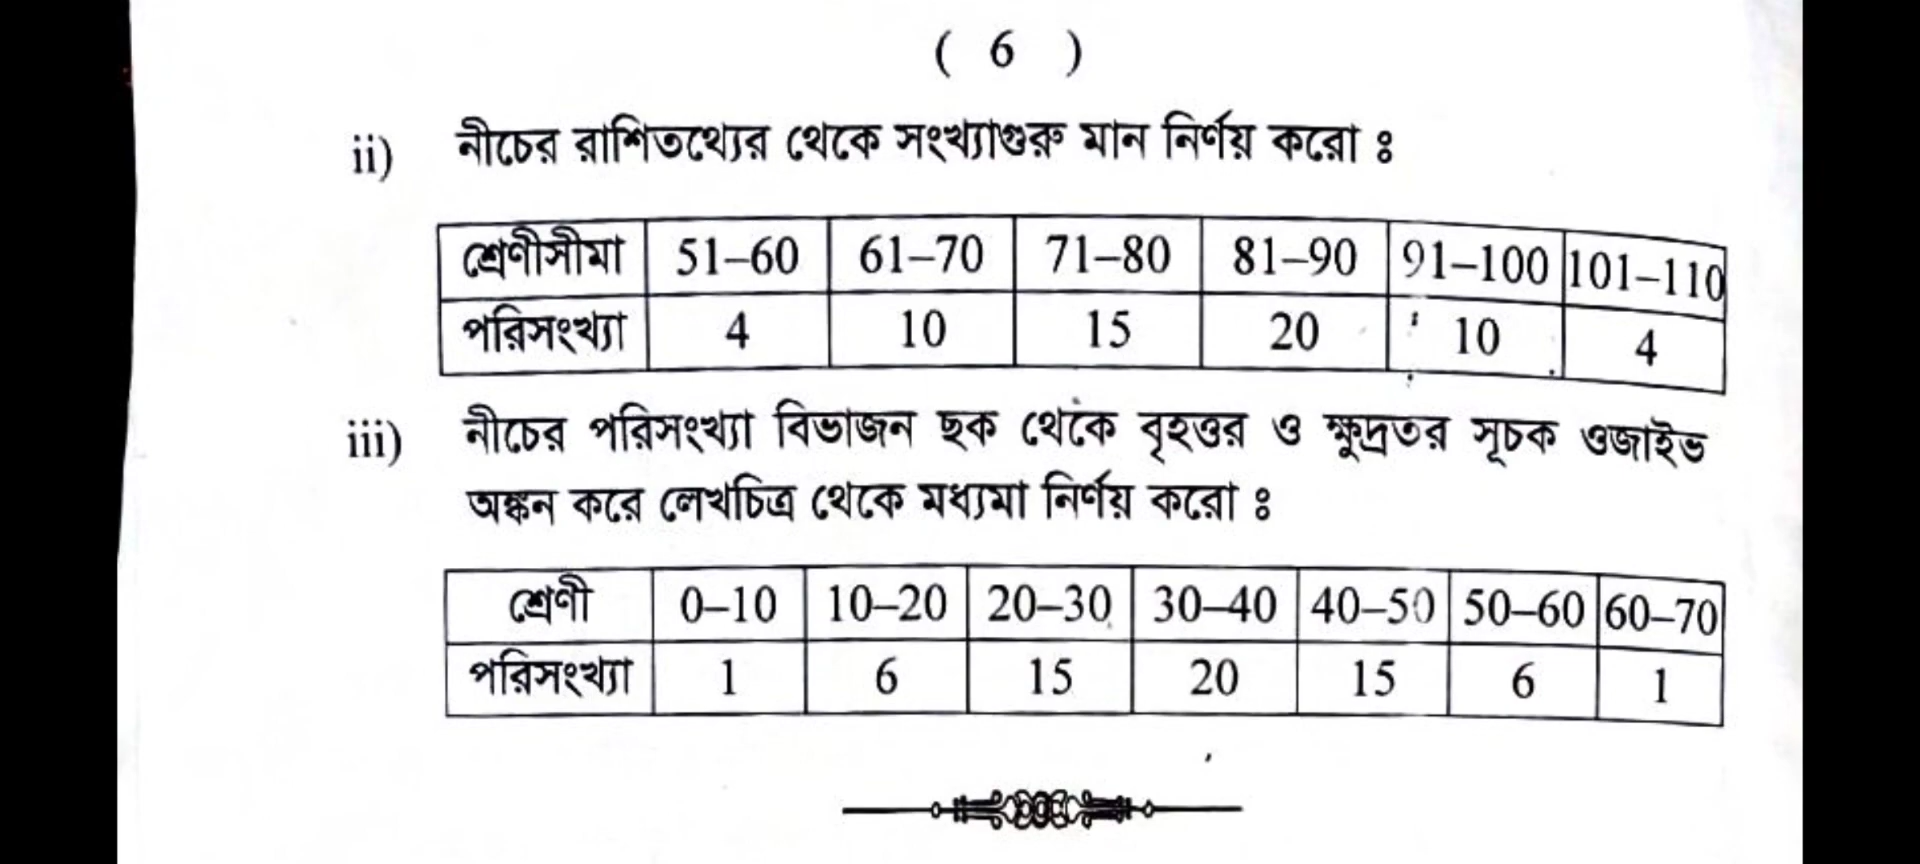 ( 6 )
ii) নীচের রাশিতথ্যের থেকে সংখ্যাগুরু মান নির্ণয় করো ঃ
শ্রেণীসীমা 51–60 61–70 71–80 81–90 91–100 101–110
পরিসংখ্যা 4 10 15 20 10 4
iii) নীচের পরিসংখ্যা বিভাজন ছক থেকে বৃহত্তর ও ক্ষুদ্রতর সূচক ওজাইভ
অঙ্কন করে লেখচিত্র থেকে মধ্যমা নির্ণয় করো ঃ
শ্রেণী 0–10 10–20 20–30 30–40 40–50 50–60 60–70
পরিসংখ্যা 1 6 15 20 15 6 1